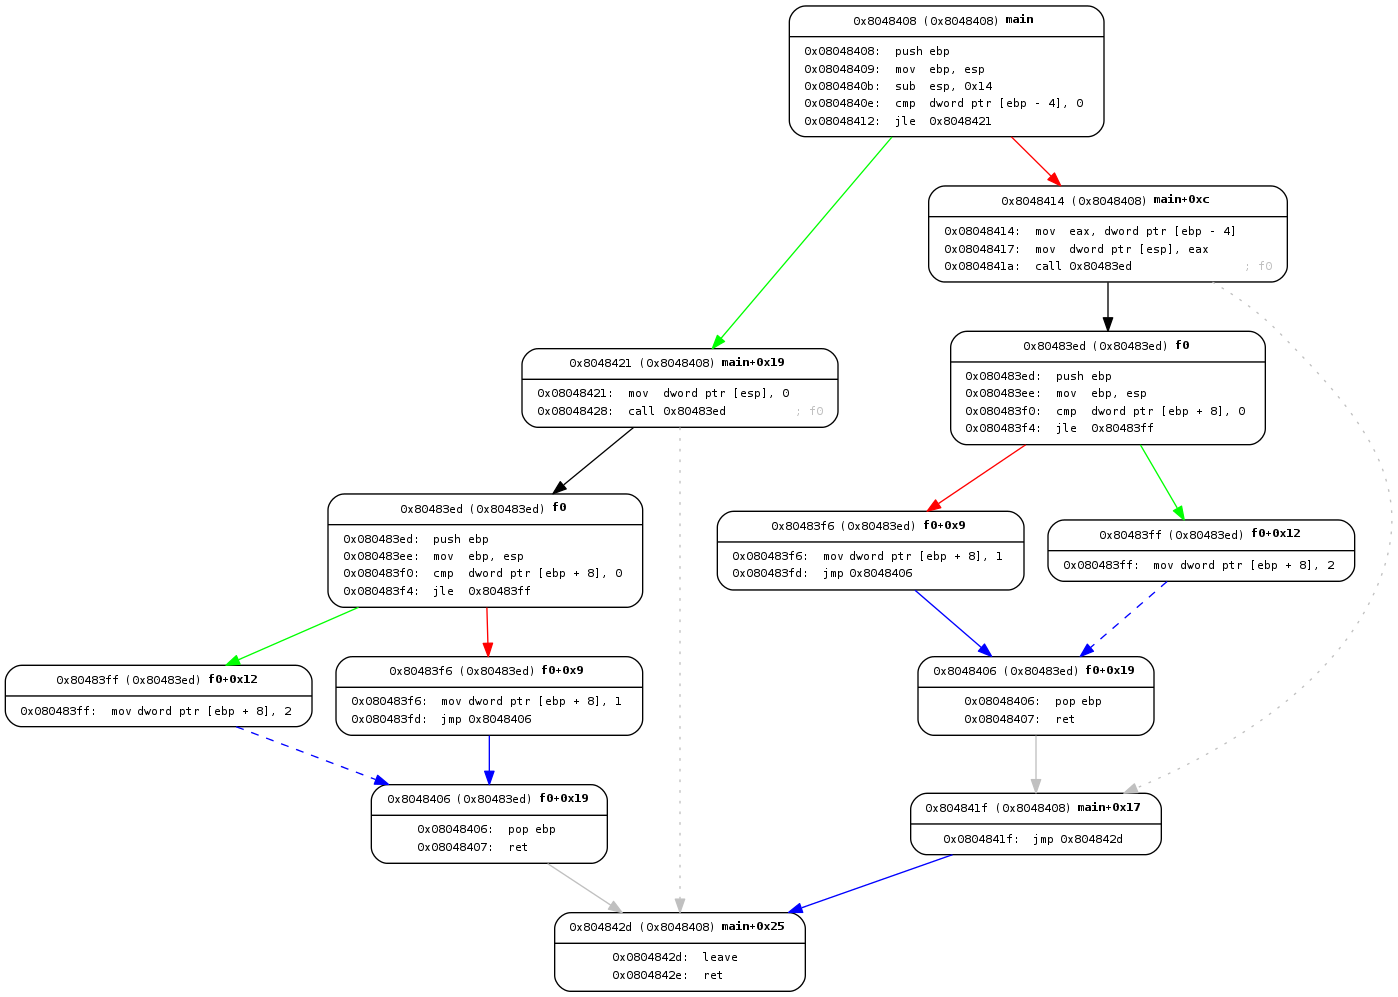 0x8048408 (0x8048408) main
0x08048408: push ebp
0x08048409: mov ebp, esp
0x0804840b: sub esp, 0x14
0x0804840e: cmp dword ptr [ebp - 4], 0
0x08048412: jle 0x8048421
0x8048414 (0x8048408) main+0xc
0x08048414: mov eax, dword ptr [ebp - 4]
0x08048417: mov dword ptr [esp], eax
0x0804841a: call 0x80483ed ; f0
0x8048421 (0x8048408) main+0x19
0x08048421: mov dword ptr [esp], 0
0x08048428: call 0x80483ed ; f0
0x80483ed (0x80483ed) f0
0x080483ed: push ebp
0x080483ee: mov ebp, esp
0x080483f0: cmp dword ptr [ebp + 8], 0
0x080483f4: jle 0x80483ff
0x80483ed (0x80483ed) f0
0x080483ed: push ebp
0x080483ee: mov ebp, esp
0x080483f0: cmp dword ptr [ebp + 8], 0
0x080483f4: jle 0x80483ff
0x80483f6 (0x80483ed) f0+0x9
0x080483f6: mov dword ptr [ebp + 8], 1
0x080483fd: jmp 0x8048406
0x80483ff (0x80483ed) f0+0x12
0x080483ff: mov dword ptr [ebp + 8], 2
0x80483ff (0x80483ed) f0+0x12
0x080483ff: mov dword ptr [ebp + 8], 2
0x80483f6 (0x80483ed) f0+0x9
0x080483f6: mov dword ptr [ebp + 8], 1
0x080483fd: jmp 0x8048406
0x8048406 (0x80483ed) f0+0x19
0x08048406: pop ebp
0x08048407: ret
0x8048406 (0x80483ed) f0+0x19
0x08048406: pop ebp
0x08048407: ret
0x804841f (0x8048408) main+0x17
0x0804841f: jmp 0x804842d
0x804842d (0x8048408) main+0x25
0x0804842d: leave
0x0804842e: ret